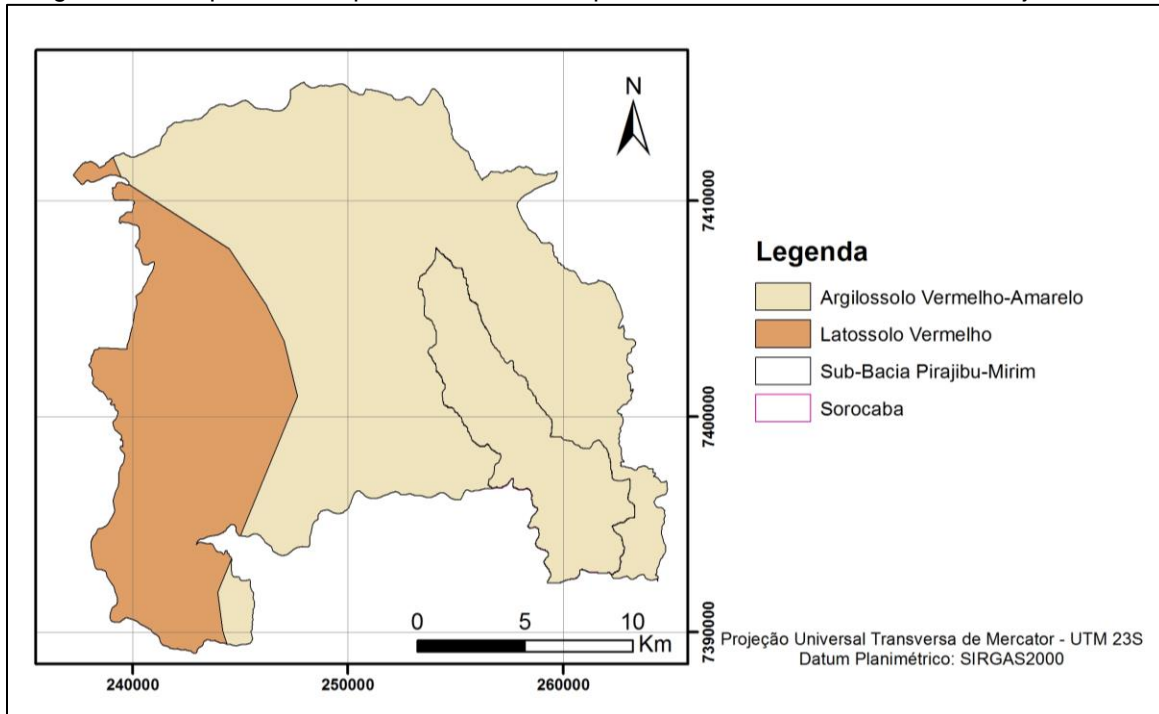 N
7410000
7400000
7390000
240000
250000
260000
0 5 10
Km
Legenda
Argilossolo Vermelho-Amarelo
Latossolo Vermelho
Sub-Bacia Pirajibu-Mirim
Sorocaba
Projeção Universal Transversa de Mercator - UTM 23S
Datum Planimétrico: SIRGAS2000